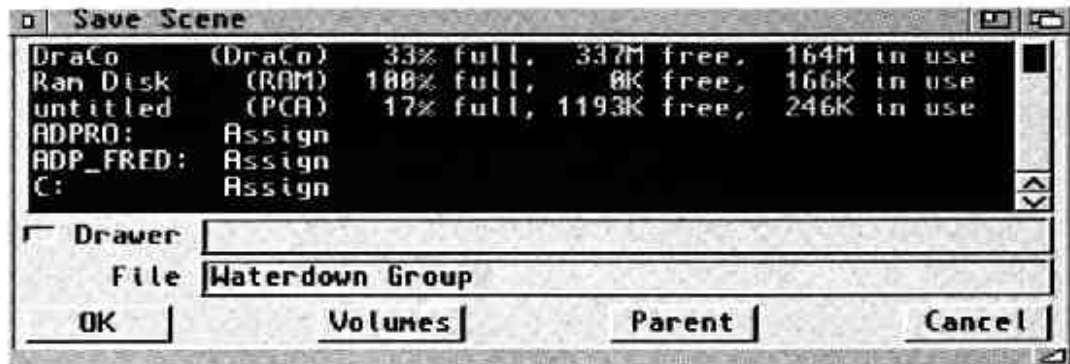 Save Scene
DraCo (DraCo) 33% full, 337M free, 164M in use
Ram Disk (RAM) 100% full, 0K free, 166K in use
untitled (PCA) 17% full, 1193K free, 246K in use
ADPRO: Assign
ADP_FRED: Assign
C: Assign
Drawer
File Waterdown Group
OK Volumes Parent Cancel